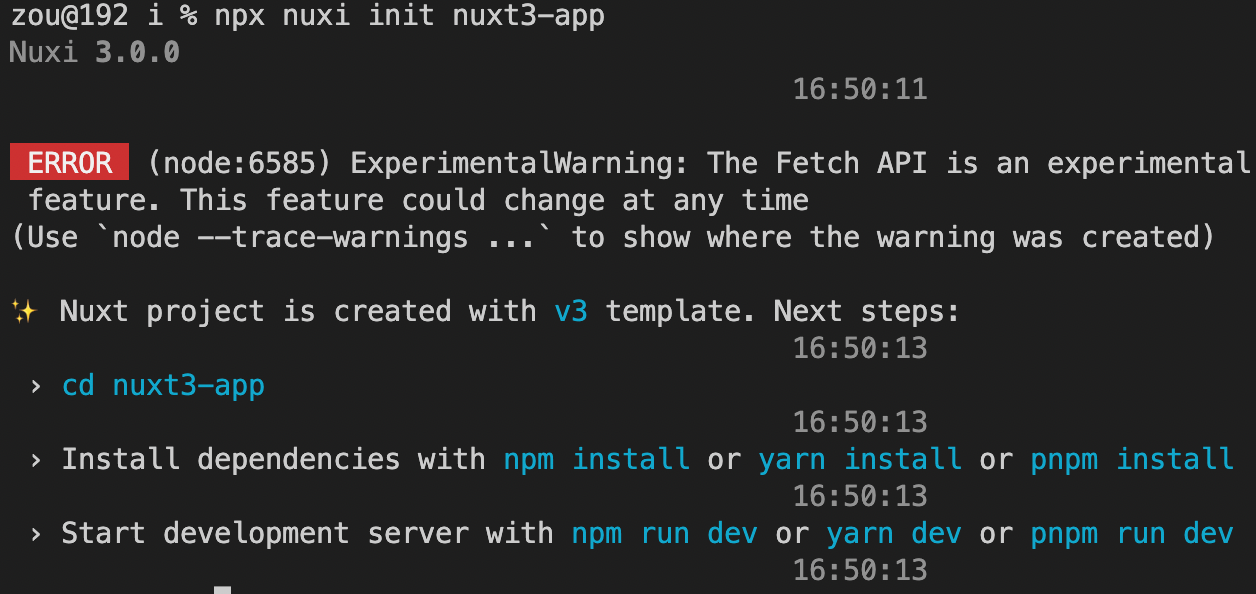 zou@192 i % npx nuxi init nuxt3-app
Nuxi 3.0.0
16:50:11
ERROR (node:6585) ExperimentalWarning: The Fetch API is an experimental
feature. This feature could change at any time
(Use `node --trace-warnings ...` to show where the warning was created)
✨ Nuxt project is created with v3 template. Next steps:
16:50:13
› cd nuxt3-app
16:50:13
› Install dependencies with npm install or yarn install or pnpm install
16:50:13
› Start development server with npm run dev or yarn dev or pnpm run dev
16:50:13